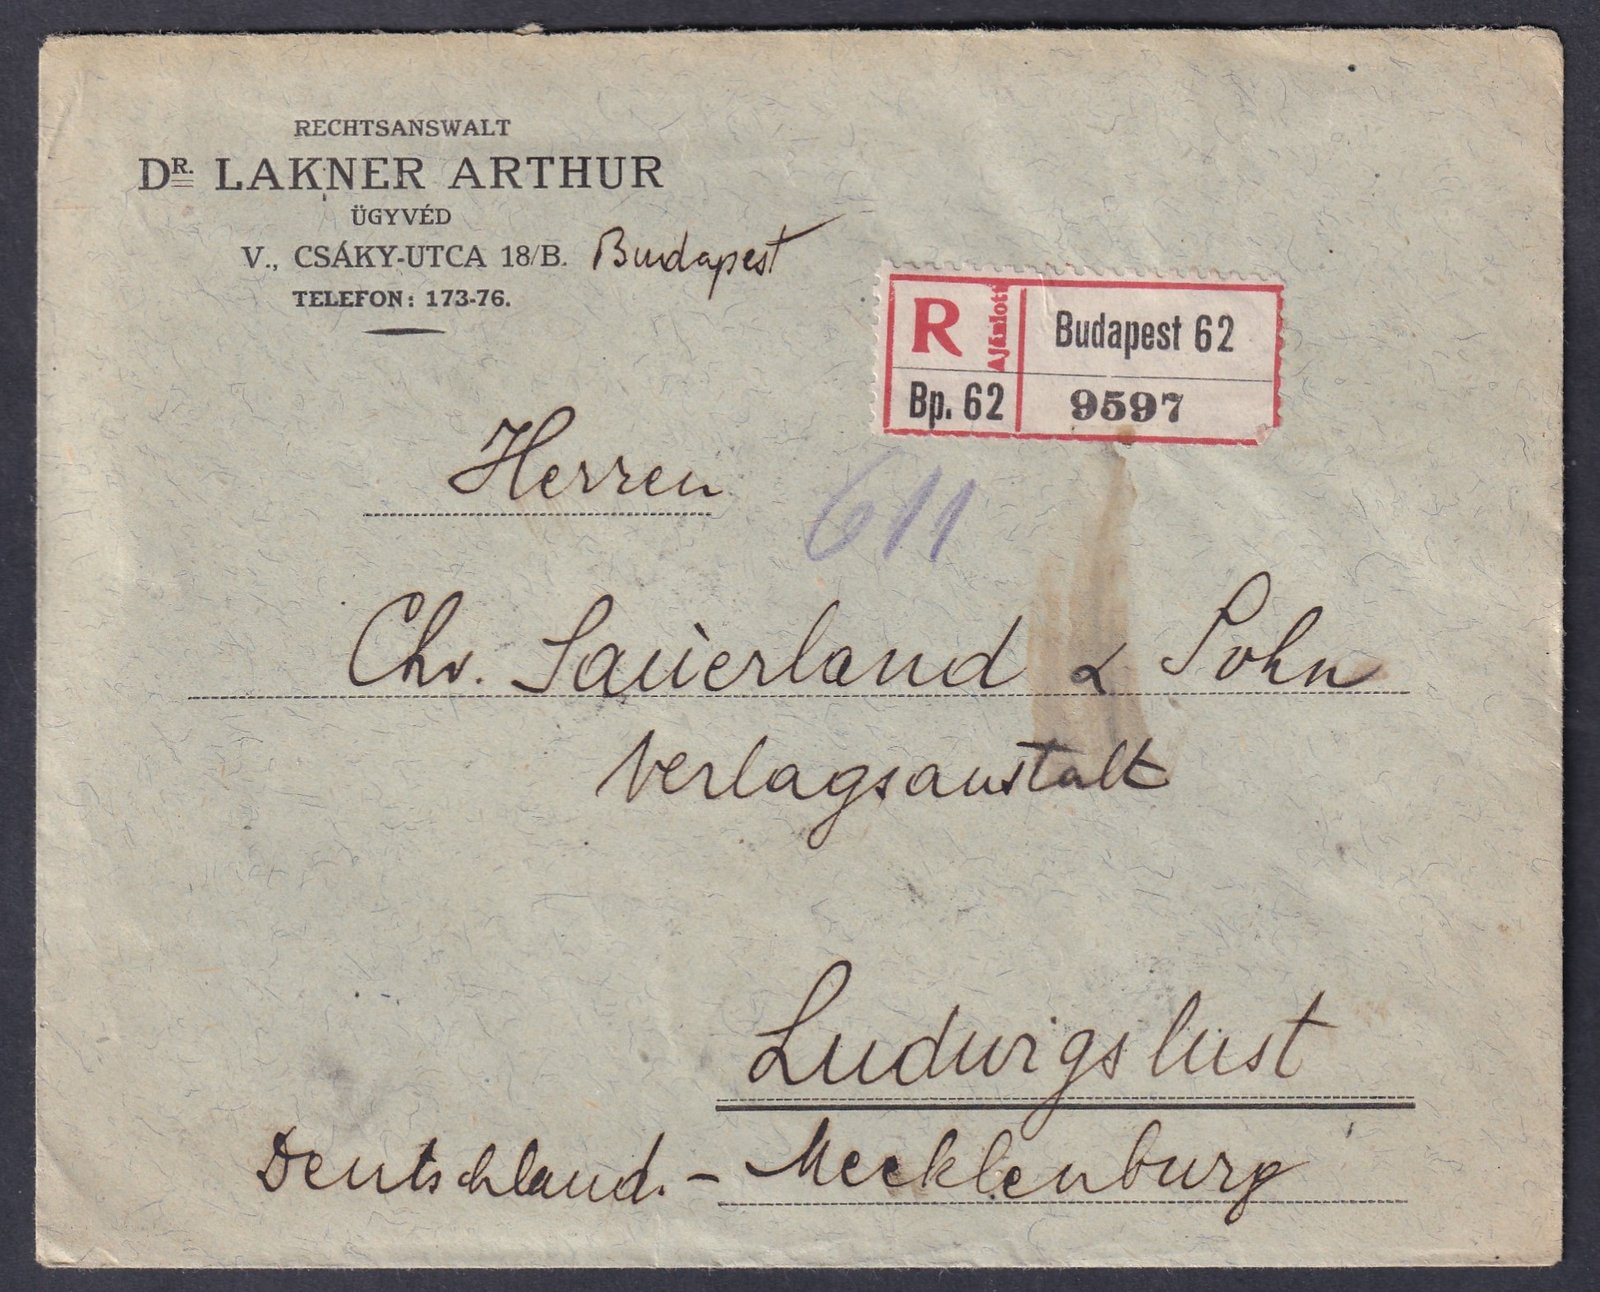 RECHTSANSWALT
DR. LAKNER ARTHUR
ÜGYVÉD
V., CSÁKY-UTCA 18/B. Budapest
TELEFON: 173-76.
R Ajánlott Budapest 62
Bp. 62 9597
Herren
611
Chr. Sauerland & Sohn
Verlagsanstalt
Ludwigslust
Deutschland. - Mecklenburg